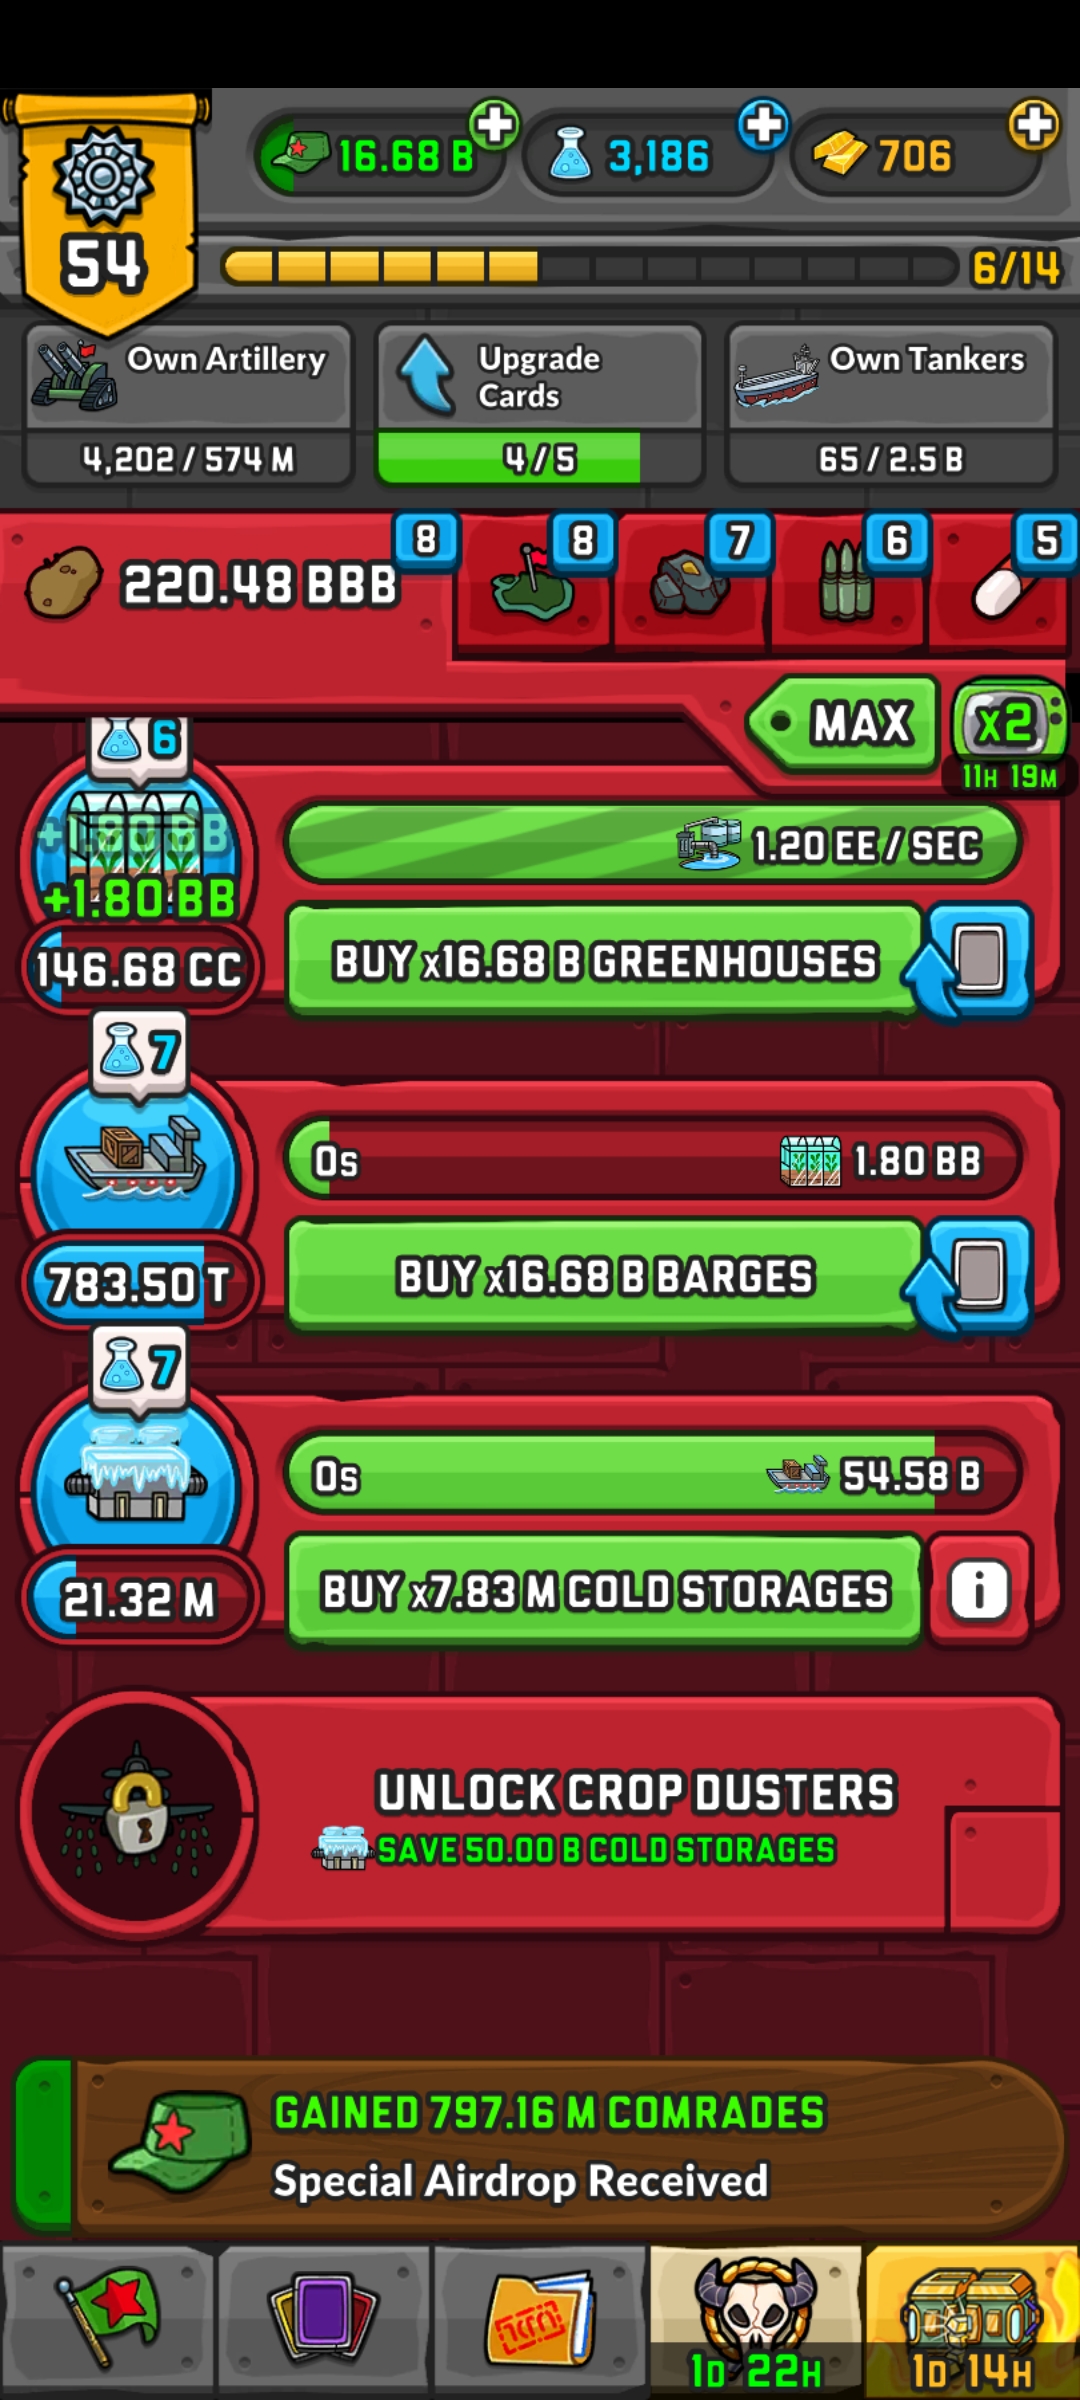 16.68 B
3,186
706
54
6/14
Own Artillery
4,202 / 574 M
Upgrade
Cards
4 / 5
Own Tankers
65 / 2.5 B
220.48 BBB
8
8
7
6
5
MAX
x2
11H 19M
6
+1.80 BB
+1.80 BB
146.68 CC
1.20 EE / SEC
BUY x16.68 B GREENHOUSES
7
783.50 T
0s
1.80 BB
BUY x16.68 B BARGES
7
21.32 M
0s
54.58 B
BUY x7.83 M COLD STORAGES
i
UNLOCK CROP DUSTERS
SAVE 50.00 B COLD STORAGES
GAINED 797.16 M COMRADES
Special Airdrop Received
1D 22H
1D 14H